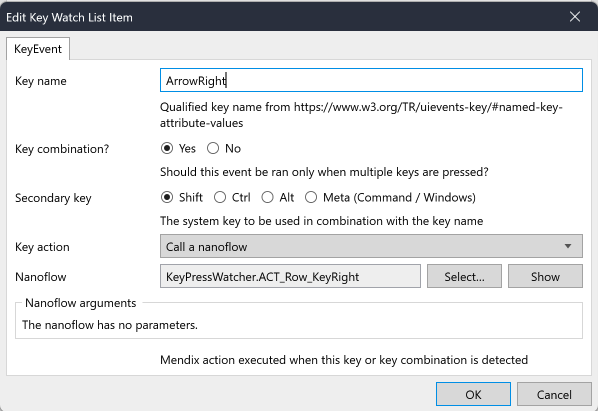 Edit Key Watch List Item
KeyEvent
Key name
ArrowRight
Qualified key name from https://www.w3.org/TR/uievents-key/#named-key-
attribute-values
Key combination?
Yes No
Should this event be ran only when multiple keys are pressed?
Secondary key
Shift Ctrl Alt Meta (Command / Windows)
The system key to be used in combination with the key name
Key action
Call a nanoflow
Nanoflow
KeyPressWatcher.ACT_Row_KeyRight
Select...
Show
Nanoflow arguments
The nanoflow has no parameters.
Mendix action executed when this key or key combination is detected
OK
Cancel